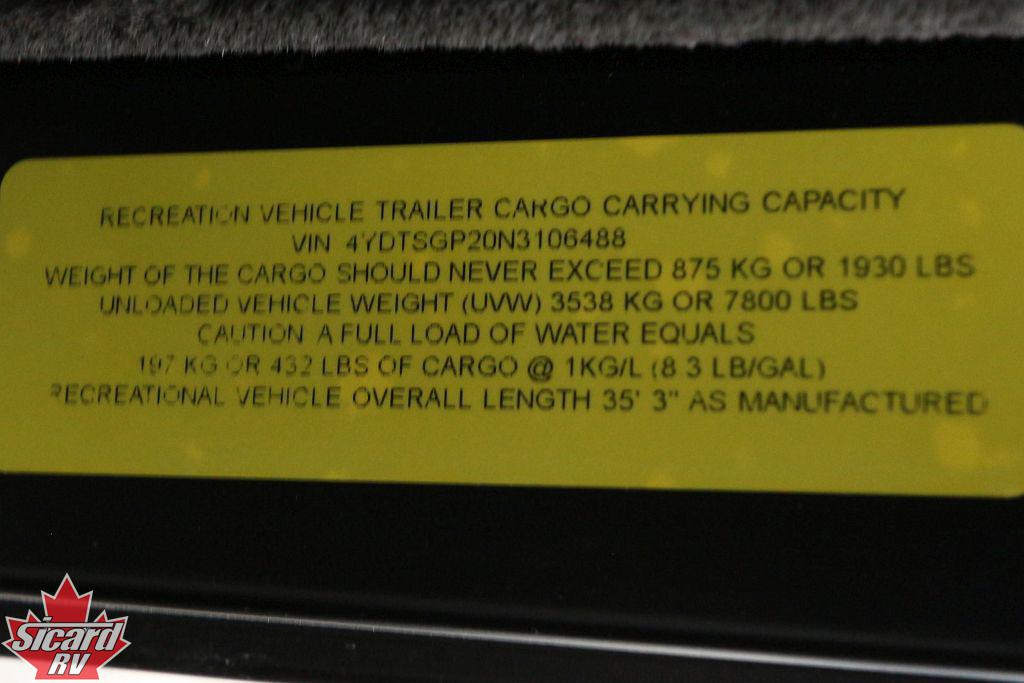 RECREATION VEHICLE TRAILER CARGO CARRYING CAPACITY
VIN 4YDTSGP20N3106488
WEIGHT OF THE CARGO SHOULD NEVER EXCEED 875 KG OR 1930 LBS
UNLOADED VEHICLE WEIGHT (UVW) 3538 KG OR 7800 LBS
CAUTION A FULL LOAD OF WATER EQUALS
197 KG OR 432 LBS OF CARGO @ 1KG/L (8 3 LB/GAL)
RECREATIONAL VEHICLE OVERALL LENGTH 35' 3" AS MANUFACTURED
Sicard
RV